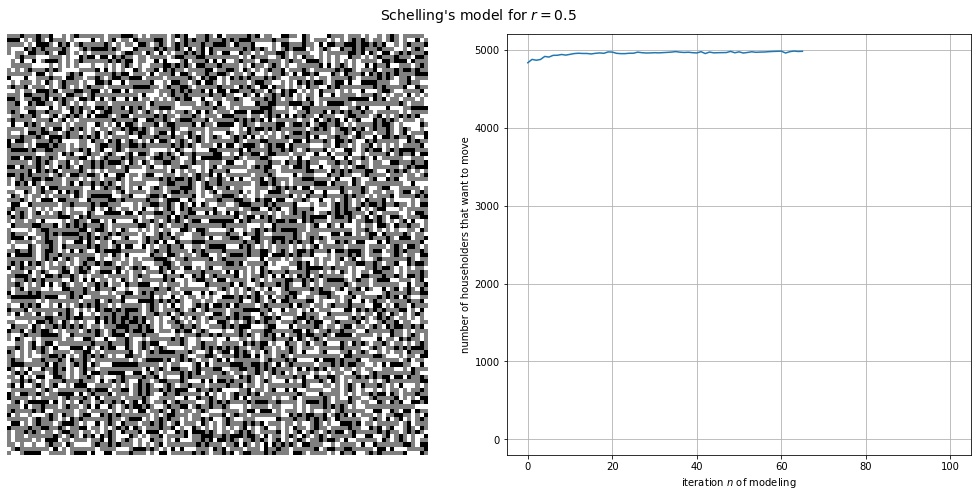 Schelling's model for r = 0.5
number of householders that want to move
5000
4000
3000
2000
1000
0
0 20 40 60 80 100
iteration n of modeling